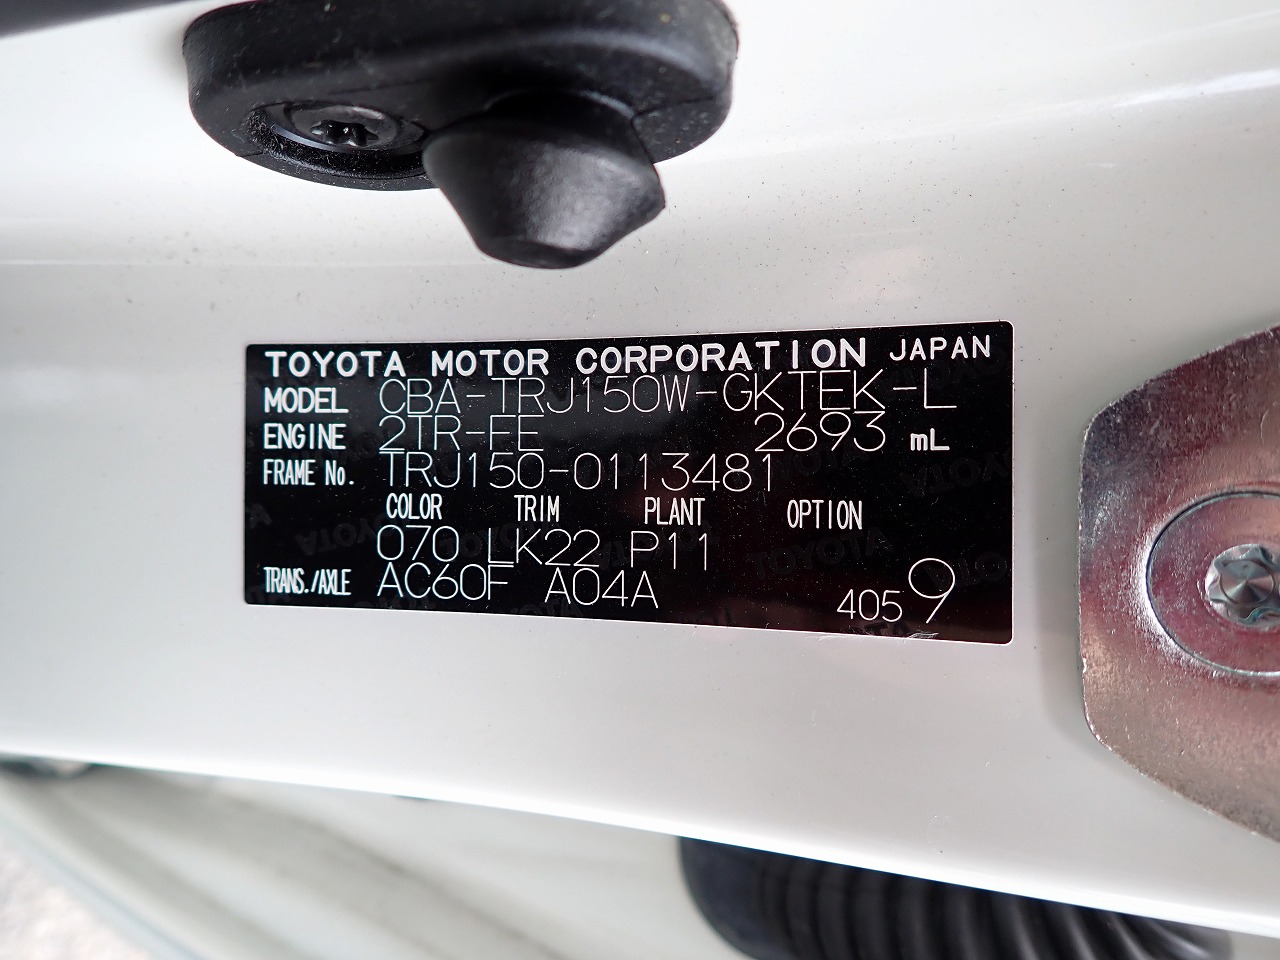 TOYOTA MOTOR CORPORATION JAPAN
MODEL CBA-TRJ150W-GKTEK-L
ENGINE 2TR-FE 2693 mL
FRAME No. TRJ150-0113481
COLOR TRIM PLANT OPTION
070 LK22 P11
TRANS./AXLE AC60F A04A 4059